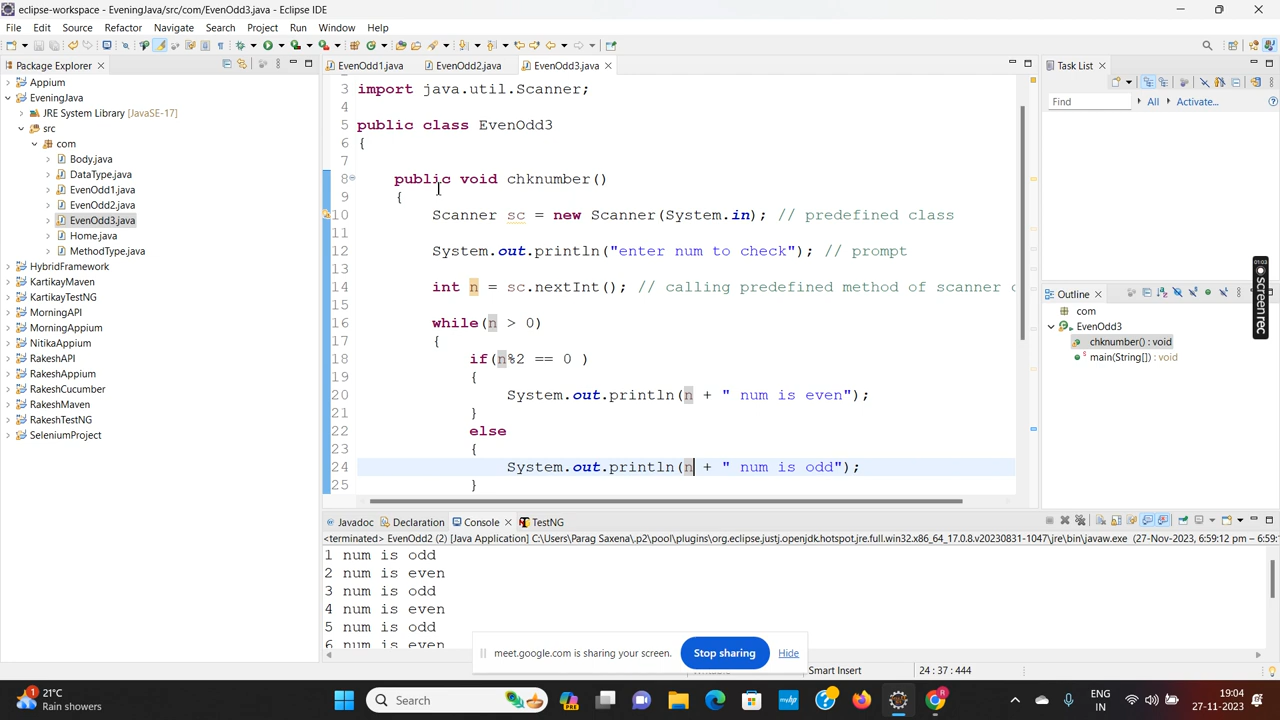 eclipse-workspace - EveningJava/src/com/EvenOdd3.java - Eclipse IDE
File Edit Source Refactor Navigate Search Project Run Window Help
Package Explorer
Appium
EveningJava
JRE System Library [JavaSE-17]
src
com
Body.java
DataType.java
EvenOdd1.java
EvenOdd2.java
EvenOdd3.java
Home.java
MethodType.java
HybridFramework
KartikayMaven
KartikayTestNG
MorningAPI
MorningAppium
NitikaAppium
RakeshAPI
RakeshAppium
RakeshCucumber
RakeshMaven
RakeshTestNG
SeleniumProject
EvenOdd1.java EvenOdd2.java EvenOdd3.java
3 import java.util.Scanner;
4
5 public class EvenOdd3
6 {
7
8 public void chknumber()
9 {
10 Scanner sc = new Scanner(System.in); // predefined class
11
12 System.out.println("enter num to check"); // prompt
13
14 int n = sc.nextInt(); // calling predefined method of scanner c
15
16 while(n > 0)
17 {
18 if(n%2 == 0 )
19 {
20 System.out.println(n + " num is even");
21 }
22 else
23 {
24 System.out.println(n + " num is odd");
25 }
Task List
Find All Activate...
Outline
com
EvenOdd3
chknumber() : void
main(String[]) : void
01:03
screenrec
Javadoc Declaration Console TestNG
<terminated> EvenOdd2 (2) [Java Application] C:\Users\Parag Saxena\.p2\pool\plugins\org.eclipse.justj.openjdk.hotspot.jre.full.win32.x86_64_17.0.8.v20230831-1047\jre\bin\javaw.exe (27-Nov-2023, 6:59:12 pm – 6:59:
1 num is odd
2 num is even
3 num is odd
4 num is even
5 num is odd
6 num is even
meet.google.com is sharing your screen. Stop sharing Hide
Smart Insert 24 : 37 : 444
21°C
Rain showers
Search
PRE
ENG
IN
19:04
27-11-2023